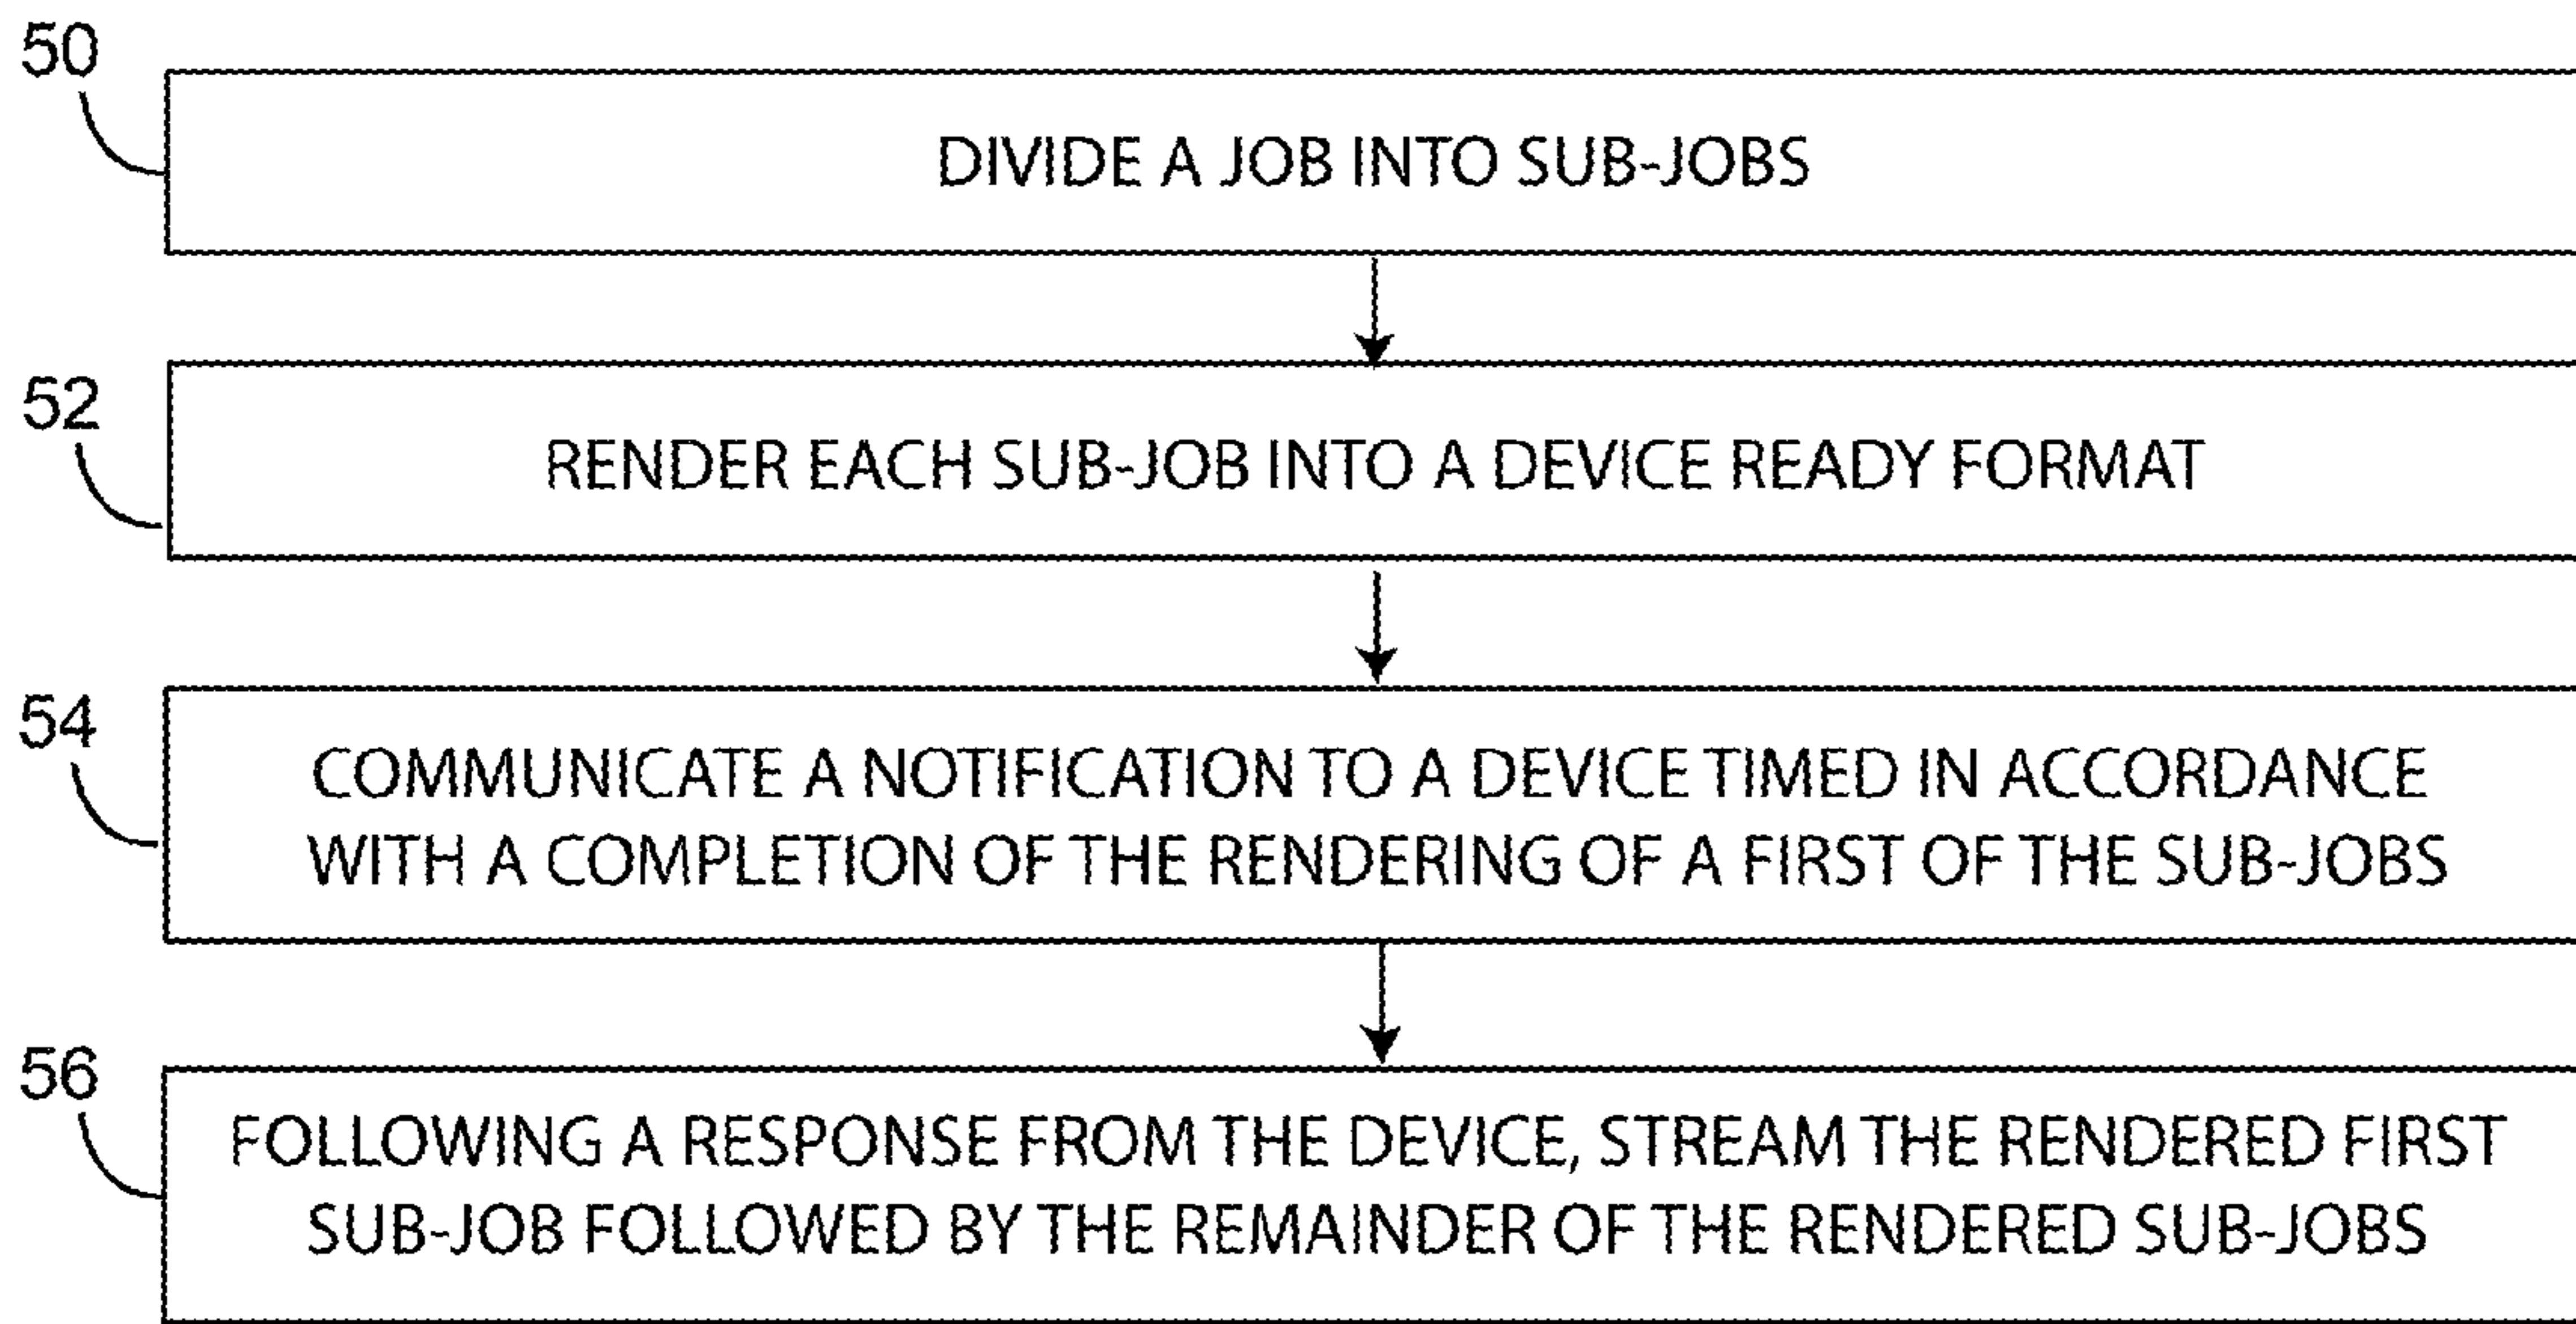 50
DIVIDE A JOB INTO SUB-JOBS
52
RENDER EACH SUB-JOB INTO A DEVICE READY FORMAT
54
COMMUNICATE A NOTIFICATION TO A DEVICE TIMED IN ACCORDANCE
WITH A COMPLETION OF THE RENDERING OF A FIRST OF THE SUB-JOBS
56
FOLLOWING A RESPONSE FROM THE DEVICE, STREAM THE RENDERED FIRST
SUB-JOB FOLLOWED BY THE REMAINDER OF THE RENDERED SUB-JOBS